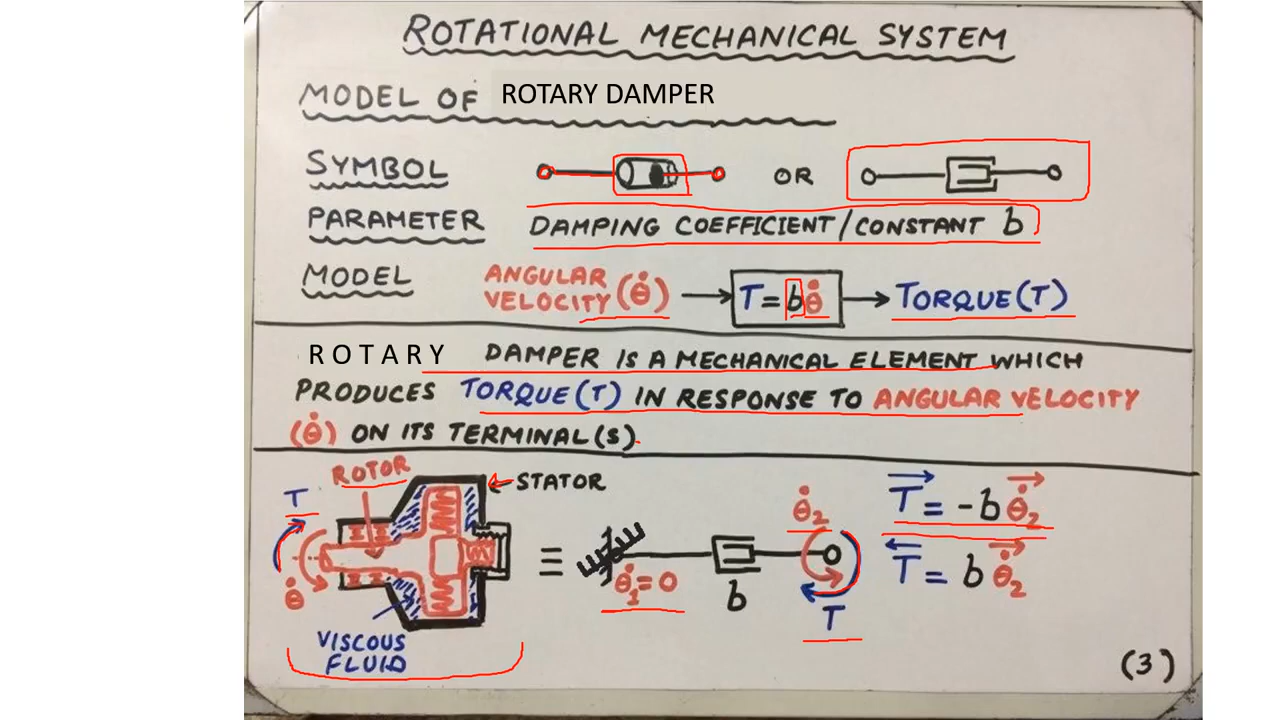 ROTATIONAL MECHANICAL SYSTEM
MODEL OF ROTARY DAMPER
SYMBOL OR
PARAMETER DAMPING COEFFICIENT/CONSTANT b
MODEL ANGULAR VELOCITY (θ̇) → T = bθ̇ → TORQUE(T)
ROTARY DAMPER IS A MECHANICAL ELEMENT WHICH
PRODUCES TORQUE(T) IN RESPONSE TO ANGULAR VELOCITY
(θ̇) ON ITS TERMINAL(S).
ROTOR
STATOR
T
θ̇
VISCOUS
FLUID
≡
θ̇₁ = 0
b
θ̇₂
T
T = -b θ̇₂
T = b θ̇₂
(3)